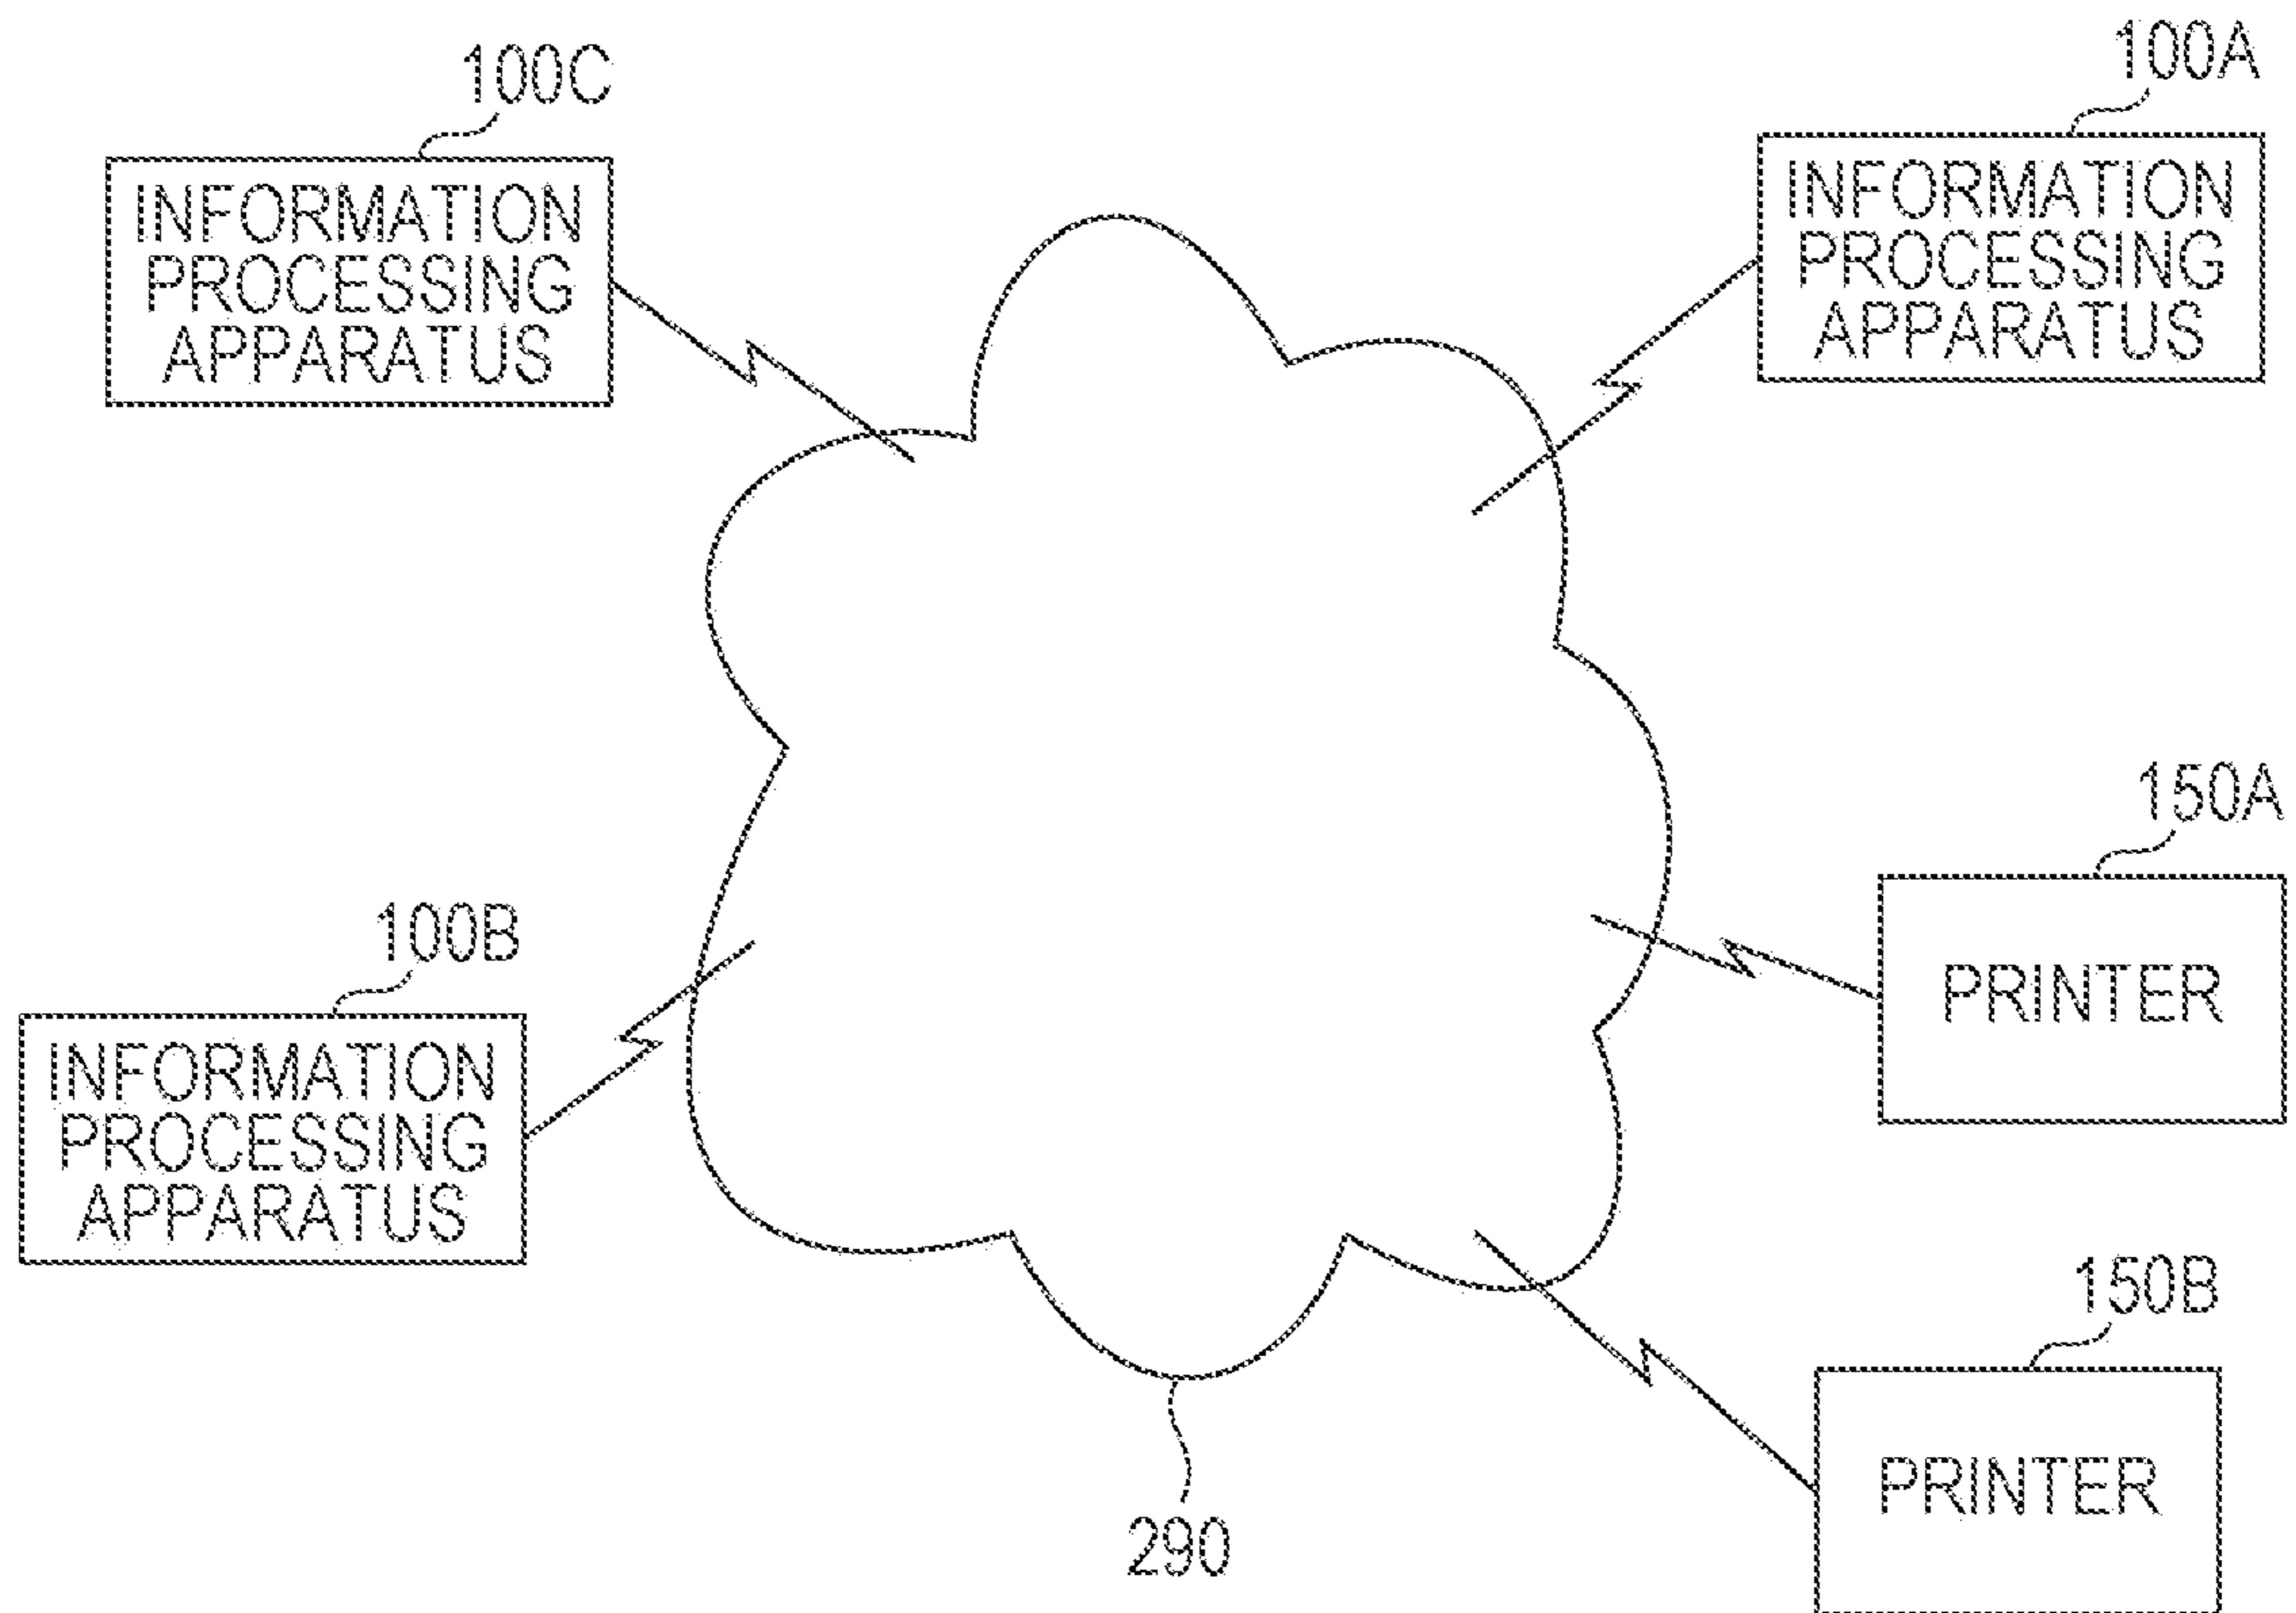 100C
INFORMATION
PROCESSING
APPARATUS
100A
INFORMATION
PROCESSING
APPARATUS
150A
PRINTER
100B
INFORMATION
PROCESSING
APPARATUS
150B
PRINTER
290